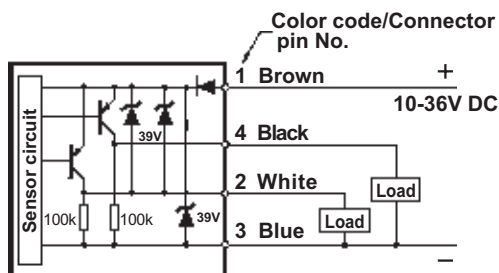 Color code/Connector
pin No.
1 Brown
+
10-36V DC
4 Black
39V
Sensor circuit
2 White
Load
100k
100k
39V
Load
3 Blue
−